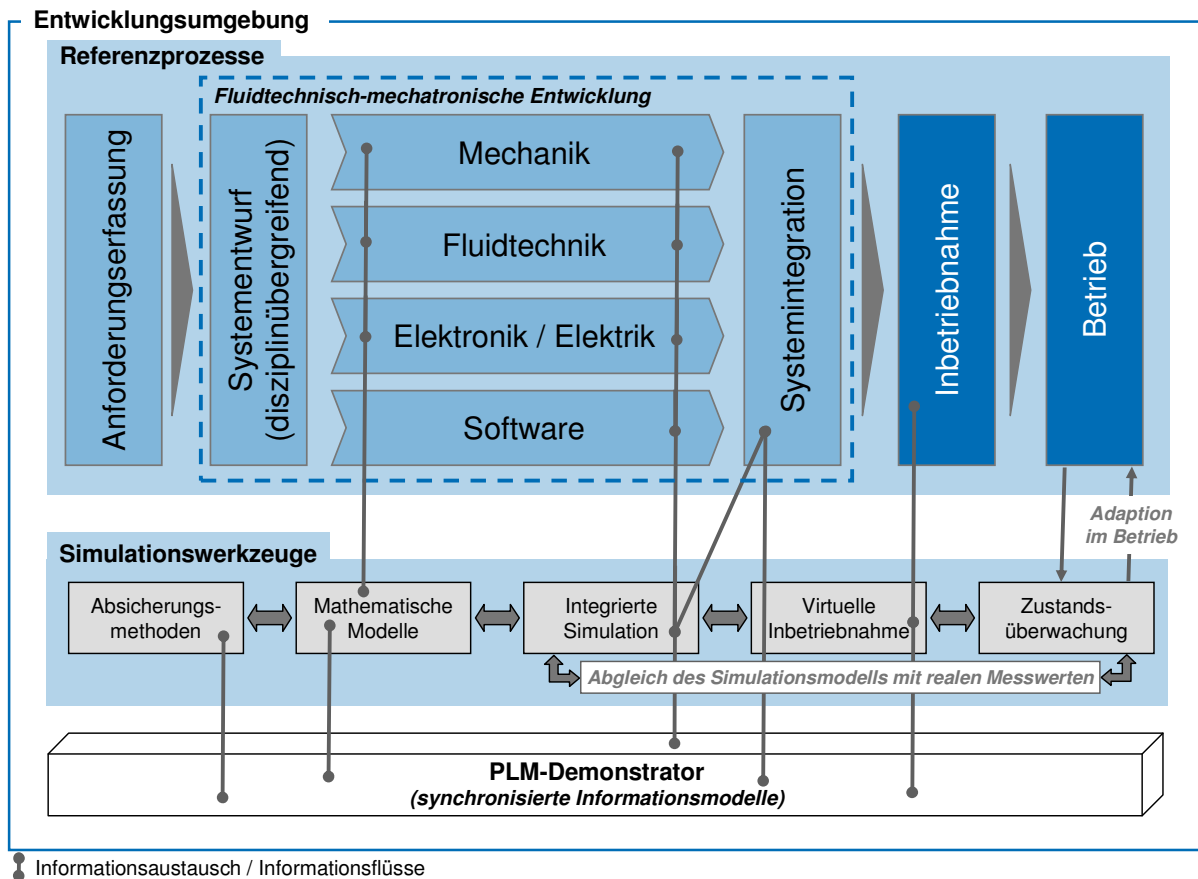 Entwicklungsumgebung
Referenzprozesse
Fluidtechnisch-mechatronische Entwicklung
Anforderungserfassung
Systementwurf
(disziplinübergreifend)
Mechanik
Fluidtechnik
Elektronik / Elektrik
Software
Systemintegration
Inbetriebnahme
Betrieb
Adaption
im Betrieb
Simulationswerkzeuge
Absicherungs-
methoden
Mathematische
Modelle
Integrierte
Simulation
Virtuelle
Inbetriebnahme
Zustands-
überwachung
Abgleich des Simulationsmodells mit realen Messwerten
PLM-Demonstrator
(synchronisierte Informationsmodelle)
Informationsaustausch / Informationsflüsse